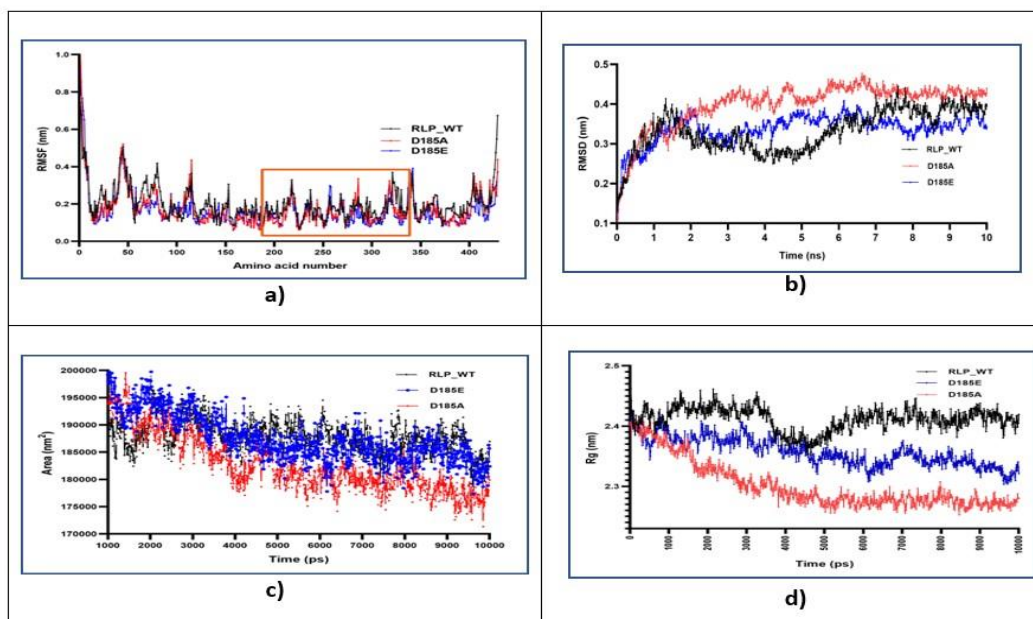 1.0
0.8
0.6
0.4
0.2
0.0
RMSF (nm)
RLP_WT
D185A
D185E
0 50 100 150 200 250 300 350 400
Amino acid number
a)
0.5
0.4
0.3
0.2
0.1
RMSD (nm)
RLP_WT
D185A
D185E
0 1 2 3 4 5 6 7 8 9 10
Time (ns)
b)
200000
195000
190000
185000
180000
175000
170000
Area (nm²)
RLP_WT
D185E
D185A
1000 2000 3000 4000 5000 6000 7000 8000 9000 10000
Time (ps)
c)
2.5
2.4
2.3
Rg (nm)
RLP_WT
D185E
D185A
0 1000 2000 3000 4000 5000 6000 7000 8000 9000 10000
Time (ps)
d)